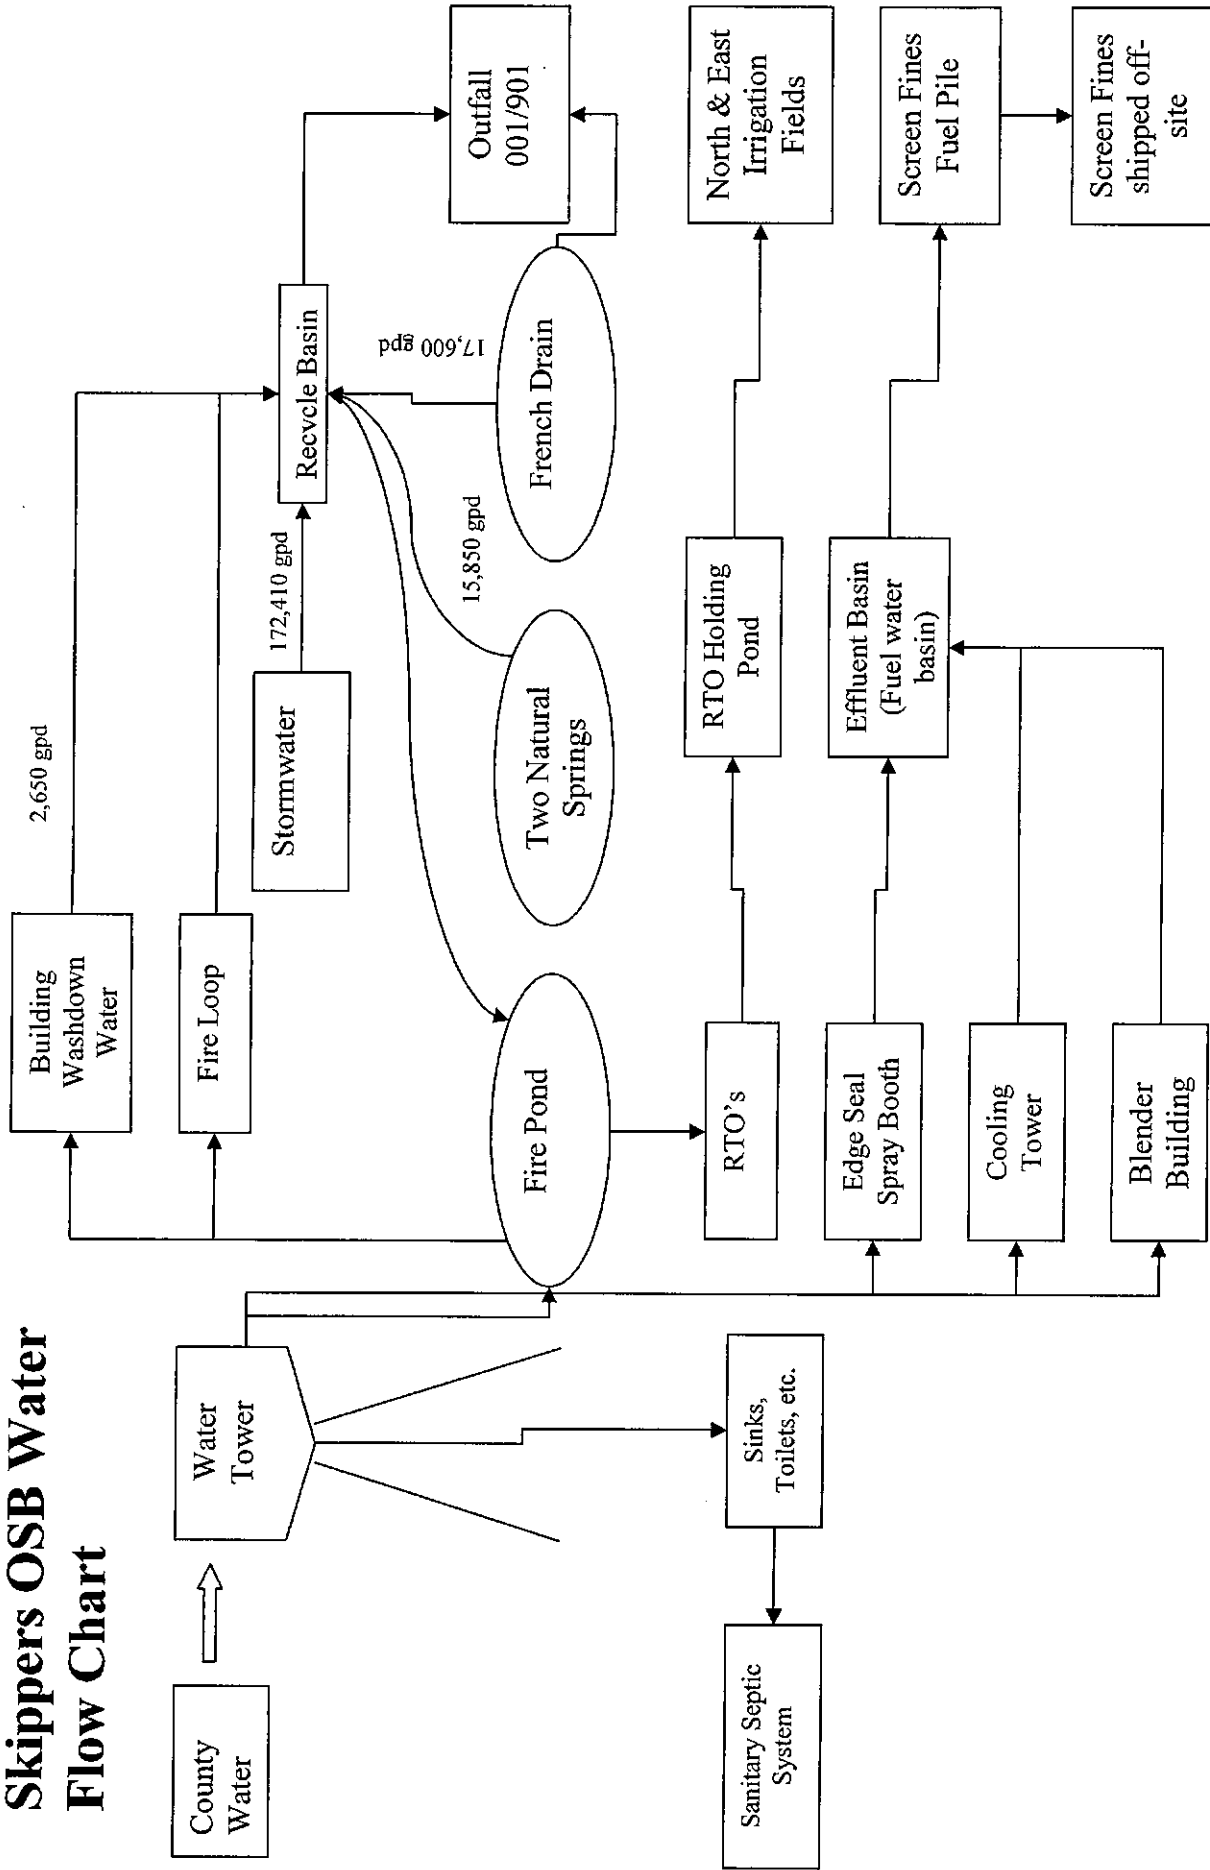 Skippers OSB Water
Flow Chart
County
Water
Water
Tower
Building
Washdown
Water
2,650 gpd
Fire Loop
Stormwater
172,410 gpd
Recycle Basin
Outfall
001/901
17,600 gpd
15,850 gpd
Fire Pond
Two Natural
Springs
French Drain
RTO's
RTO Holding
Pond
North & East
Irrigation
Fields
Sinks,
Toilets, etc.
Sanitary Septic
System
Edge Seal
Spray Booth
Effluent Basin
(Fuel water
basin)
Screen Fines
Fuel Pile
Cooling
Tower
Blender
Building
Screen Fines
shipped off-
site